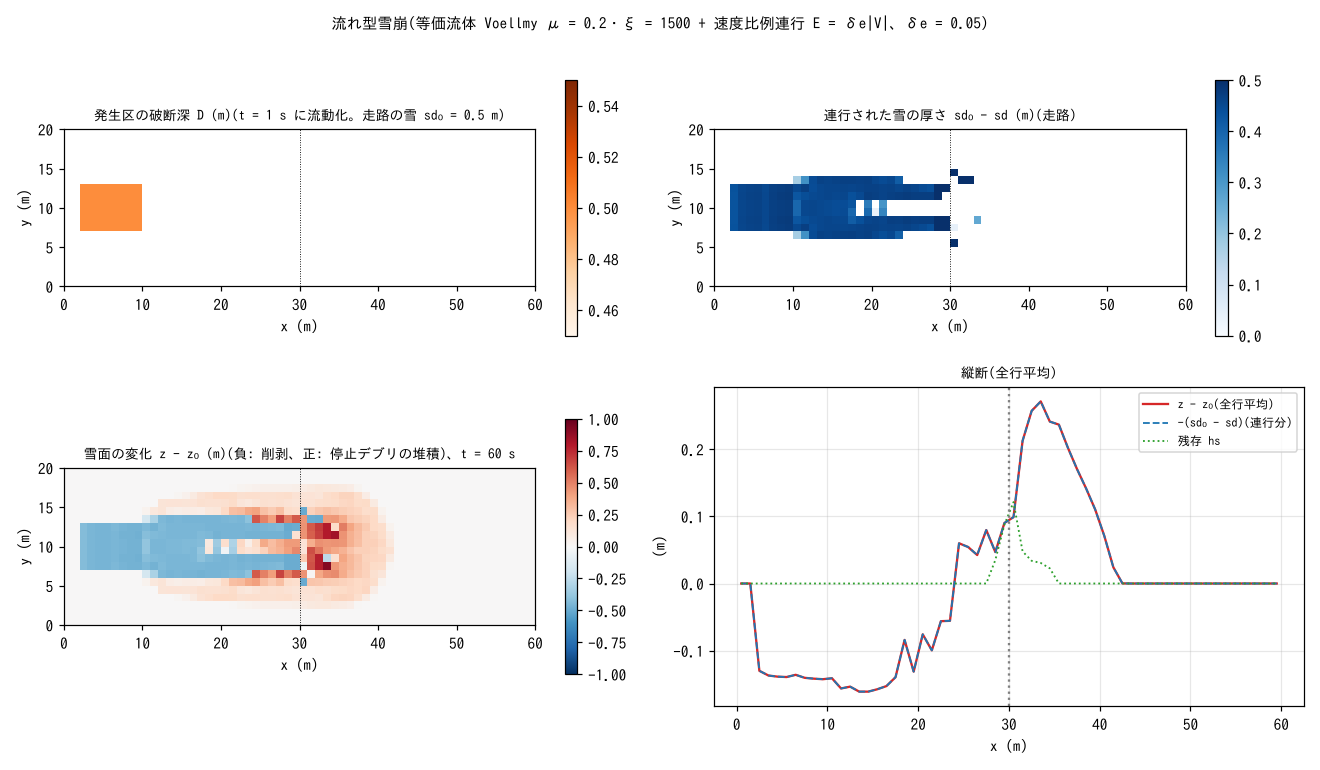 流れ型雪崩(等価流体 Voellmy μ = 0.2・ξ = 1500 + 速度比例連行 E = δe|V|、δe = 0.05)
発生区の破断深 D (m)(t = 1 s に流動化。走路の雪 sd₀ = 0.5 m)
y (m)
20
15
10
5
0
0 10 20 30 40 50 60
x (m)
0.54
0.52
0.50
0.48
0.46
連行された雪の厚さ sd₀ − sd (m)(走路)
y (m)
20
15
10
5
0
0 10 20 30 40 50 60
x (m)
0.5
0.4
0.3
0.2
0.1
0.0
雪面の変化 z − z₀ (m)(負: 削剥、正: 停止デブリの堆積)、t = 60 s
y (m)
20
15
10
5
0
0 10 20 30 40 50 60
x (m)
1.00
0.75
0.50
0.25
0.00
−0.25
−0.50
−0.75
−1.00
縦断(全行平均)
z − z₀(全行平均)
−(sd₀ − sd)(連行分)
残存 hs
(m)
0.2
0.1
0.0
−0.1
0 10 20 30 40 50 60
x (m)